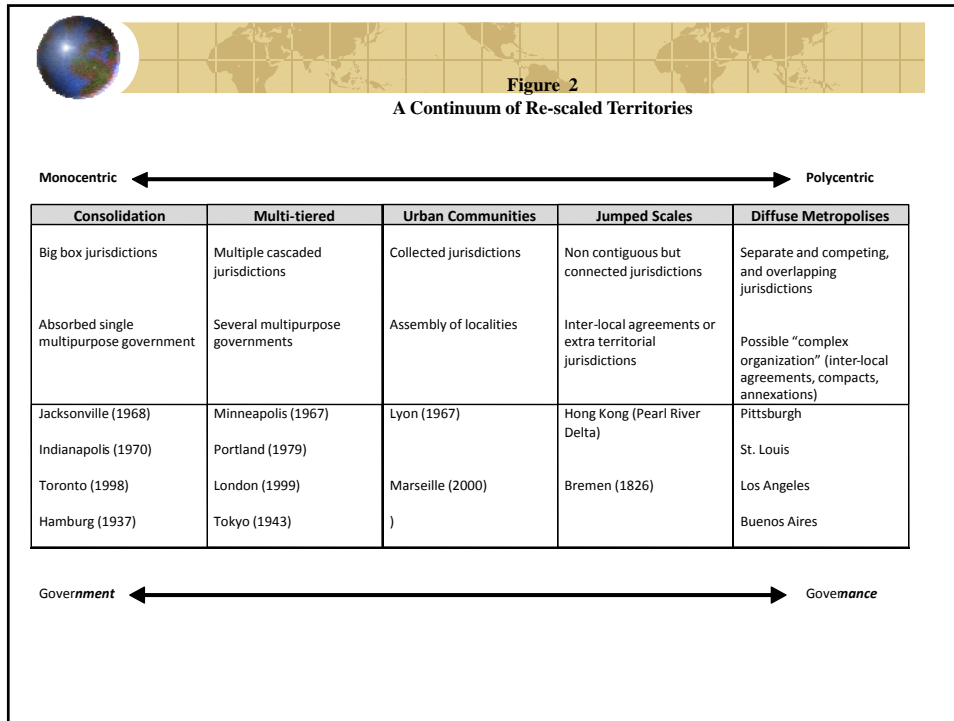 Figure 2
A Continuum of Re-scaled Territories
Monocentric
Polycentric
Consolidation
Multi-tiered
Urban Communities
Jumped Scales
Diffuse Metropolises
Big box jurisdictions
Multiple cascaded
jurisdictions
Collected jurisdictions
Non contiguous but
connected jurisdictions
Separate and competing,
and overlapping
jurisdictions
Absorbed single
multipurpose government
Several multipurpose
governments
Assembly of localities
Inter-local agreements or
extra territorial
jurisdictions
Possible “complex
organization” (inter-local
agreements, compacts,
annexations)
Jacksonville (1968)
Minneapolis (1967)
Lyon (1967)
Hong Kong (Pearl River
Delta)
Pittsburgh
Indianapolis (1970)
Portland (1979)
St. Louis
Toronto (1998)
London (1999)
Marseille (2000)
Bremen (1826)
Los Angeles
Hamburg (1937)
Tokyo (1943)
)
Buenos Aires
Government
Governance